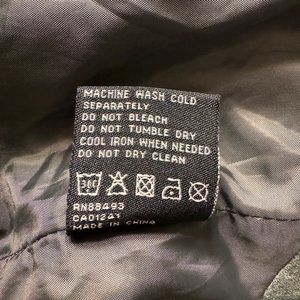 MACHINE WASH COLD
SEPARATELY
DO NOT BLEACH
DO NOT TUMBLE DRY
COOL IRON WHEN NEEDED
DO NOT DRY CLEAN
30C
RN88493
CA01241
MADE IN CHINA